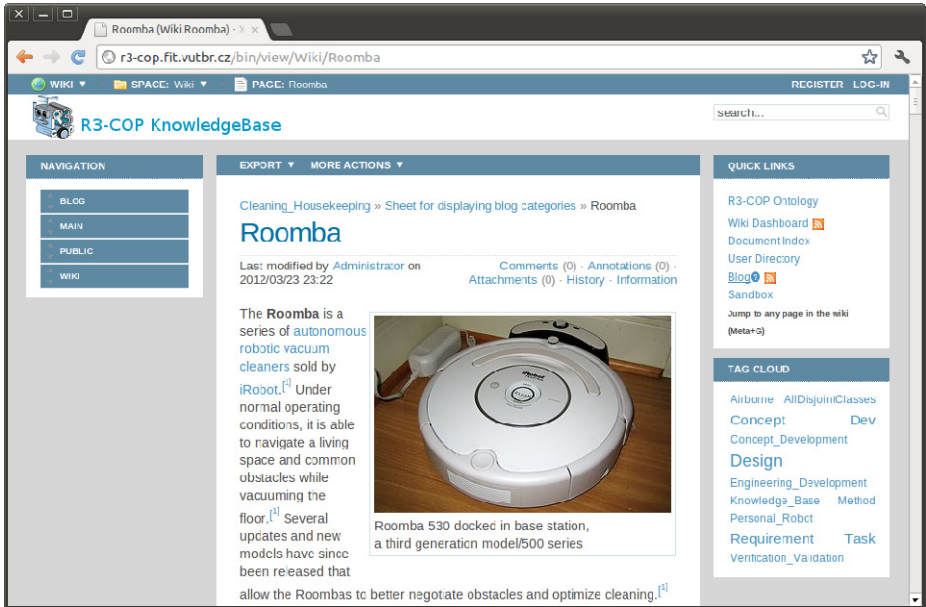 Roomba (Wiki Roomba) - X
r3-cop.fit.vutbr.cz/bin/view/Wiki/Roomba
WIKI SPACE: Wiki PAGE: Roomba REGISTER LOG-IN
R3-COP KnowledgeBase
search...
NAVIGATION
BLOG
MAIN
PUBLIC
WIKI
EXPORT MORE ACTIONS
Cleaning_Housekeeping » Sheet for displaying blog categories » Roomba
Roomba
Last modified by Administrator on
2012/03/23 23:22
Comments (0) · Annotations (0) ·
Attachments (0) · History · Information
The Roomba is a
series of autonomous
robotic vacuum
cleaners sold by
iRobot.[1] Under
normal operating
conditions, it is able
to navigate a living
space and common
obstacles while
vacuuming the
floor.[1] Several
updates and new
models have since
been released that
allow the Roombas to better negotiate obstacles and optimize cleaning.[1]
iRobot
CLEAN
Roomba 530 docked in base station,
a third generation model/500 series
QUICK LINKS
R3-COP Ontology
Wiki Dashboard
Document Index
User Directory
Blog?
Sandbox
Jump to any page in the wiki
(Meta+G)
TAG CLOUD
Airborne AllDisjointClasses
Concept Dev
Concept_Development
Design
Engineering_Development
Knowledge_Base Method
Personal_Robot
Requirement Task
Verification_Validation